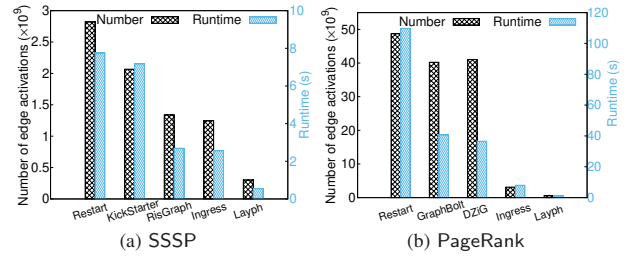 Number Runtime
Number of edge activations (×10⁹)
3
2.5
2
1.5
1
0.5
0
10
8
6
4
2
0
Runtime (s)
Restart KickStarter RisGraph Ingress Layph
(a) SSSP
Number Runtime
Number of edge activations (×10⁹)
50
40
30
20
10
0
120
100
80
60
40
20
0
Runtime (s)
Restart GraphBolt DZiG Ingress Layph
(b) PageRank